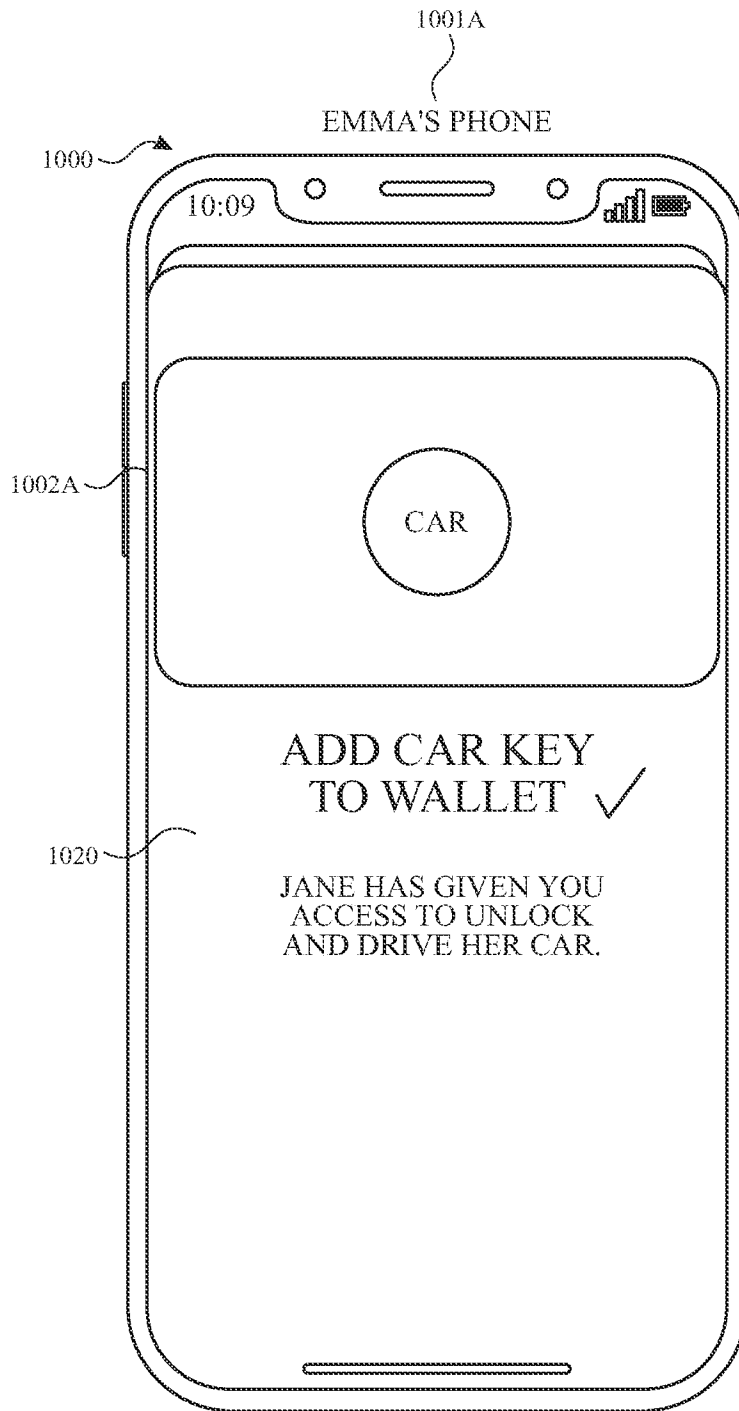 1001A
EMMA'S PHONE
1000
10:09
CAR
1002A
ADD CAR KEY
TO WALLET
1020
JANE HAS GIVEN YOU
ACCESS TO UNLOCK
AND DRIVE HER CAR.